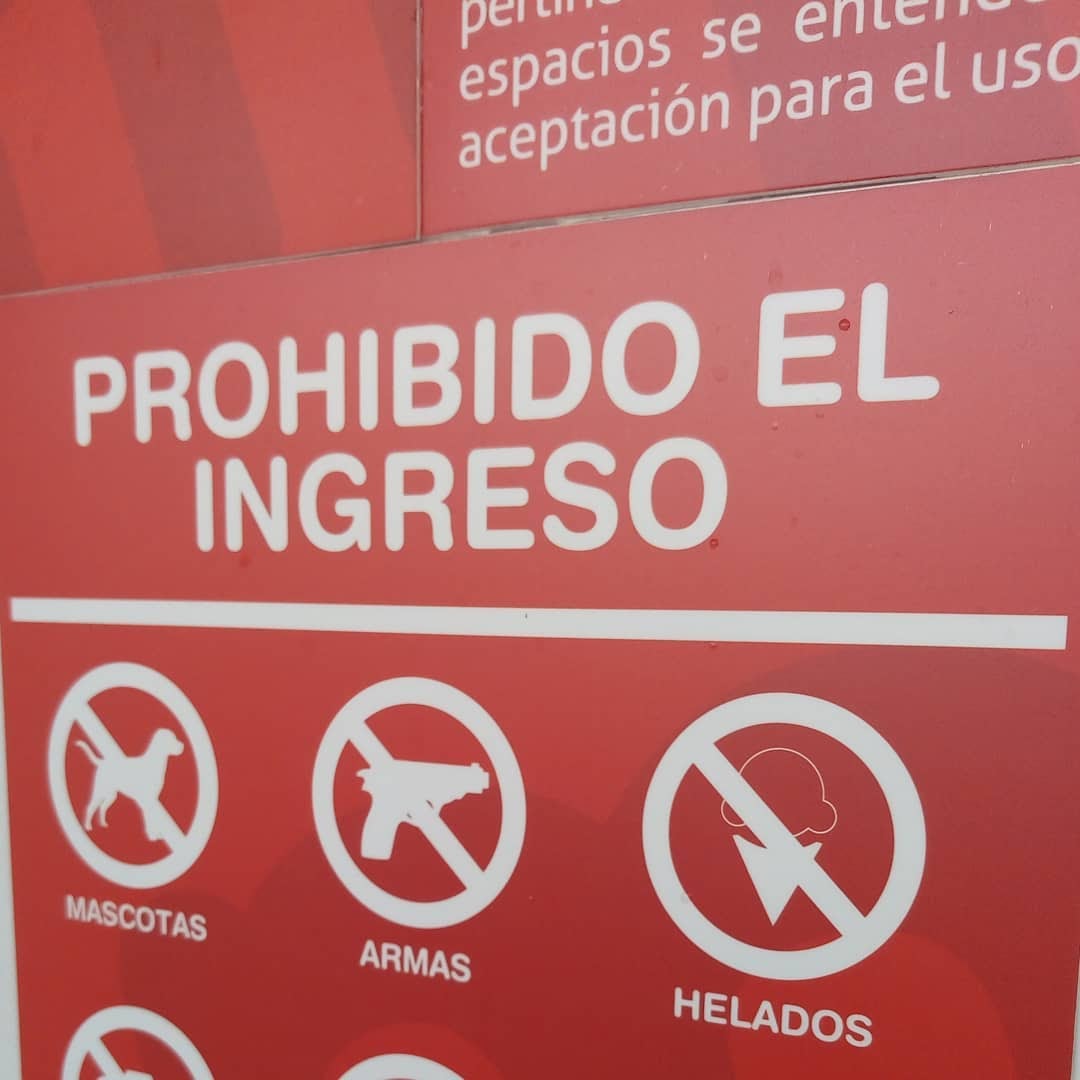 espacios se
aceptación para el uso
PROHIBIDO EL
INGRESO
MASCOTAS
ARMAS
HELADOS